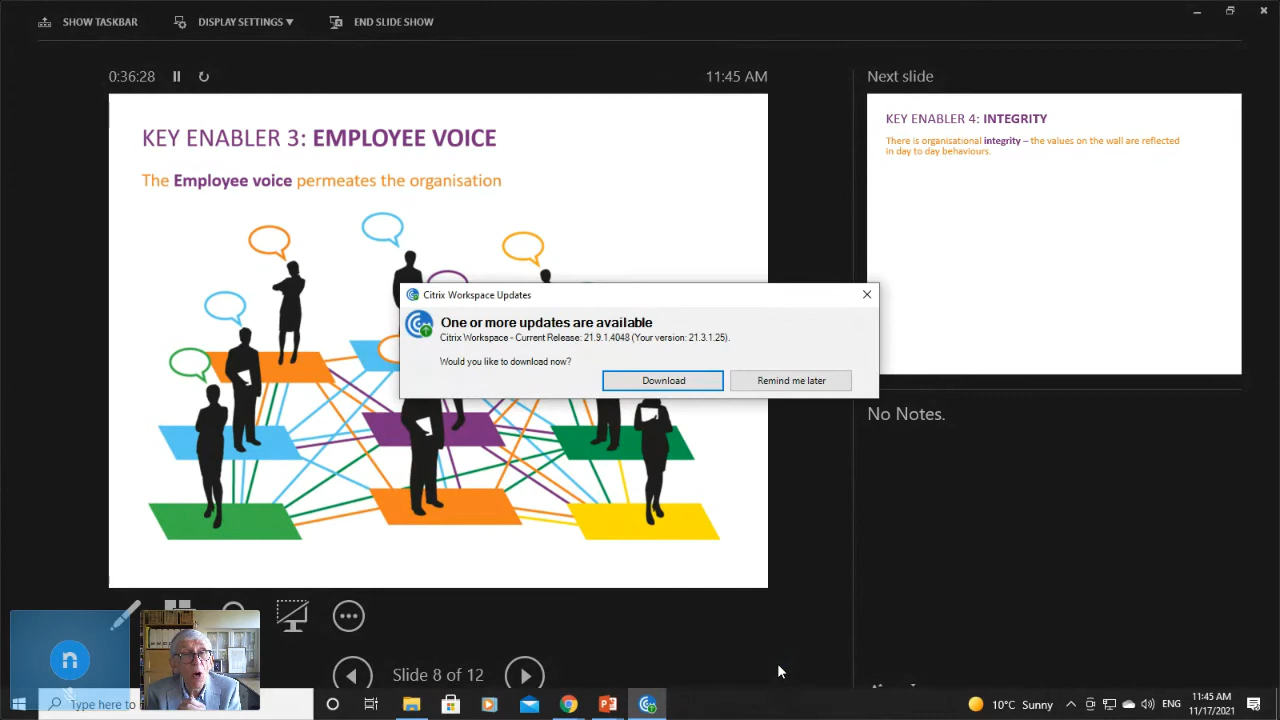 SHOW TASKBAR
DISPLAY SETTINGS ▼
END SLIDE SHOW
0:36:28
11:45 AM
Next slide
KEY ENABLER 3: EMPLOYEE VOICE
The Employee voice permeates the organisation
KEY ENABLER 4: INTEGRITY
There is organisational integrity – the values on the wall are reflected
in day to day behaviours.
Citrix Workspace Updates
One or more updates are available
Citrix Workspace - Current Release: 21.9.1.4048 (Your version: 21.3.1.25).
Would you like to download now?
Download
Remind me later
No Notes.
n
Slide 8 of 12
Type here to
10°C Sunny
ENG
11:45 AM
11/17/2021